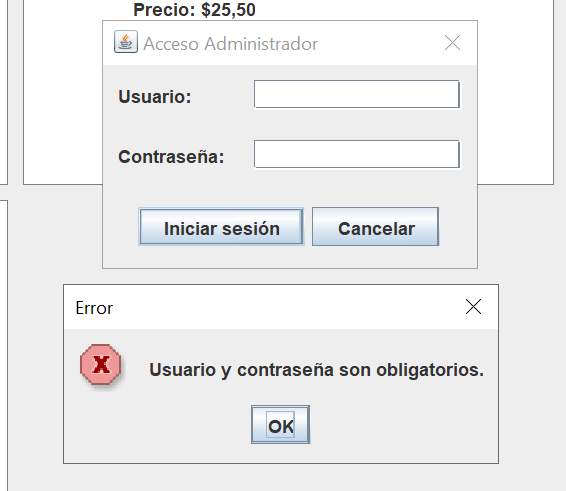 Precio: $25,50
Acceso Administrador
Usuario:
Contraseña:
Iniciar sesión Cancelar
Error
Usuario y contraseña son obligatorios.
OK